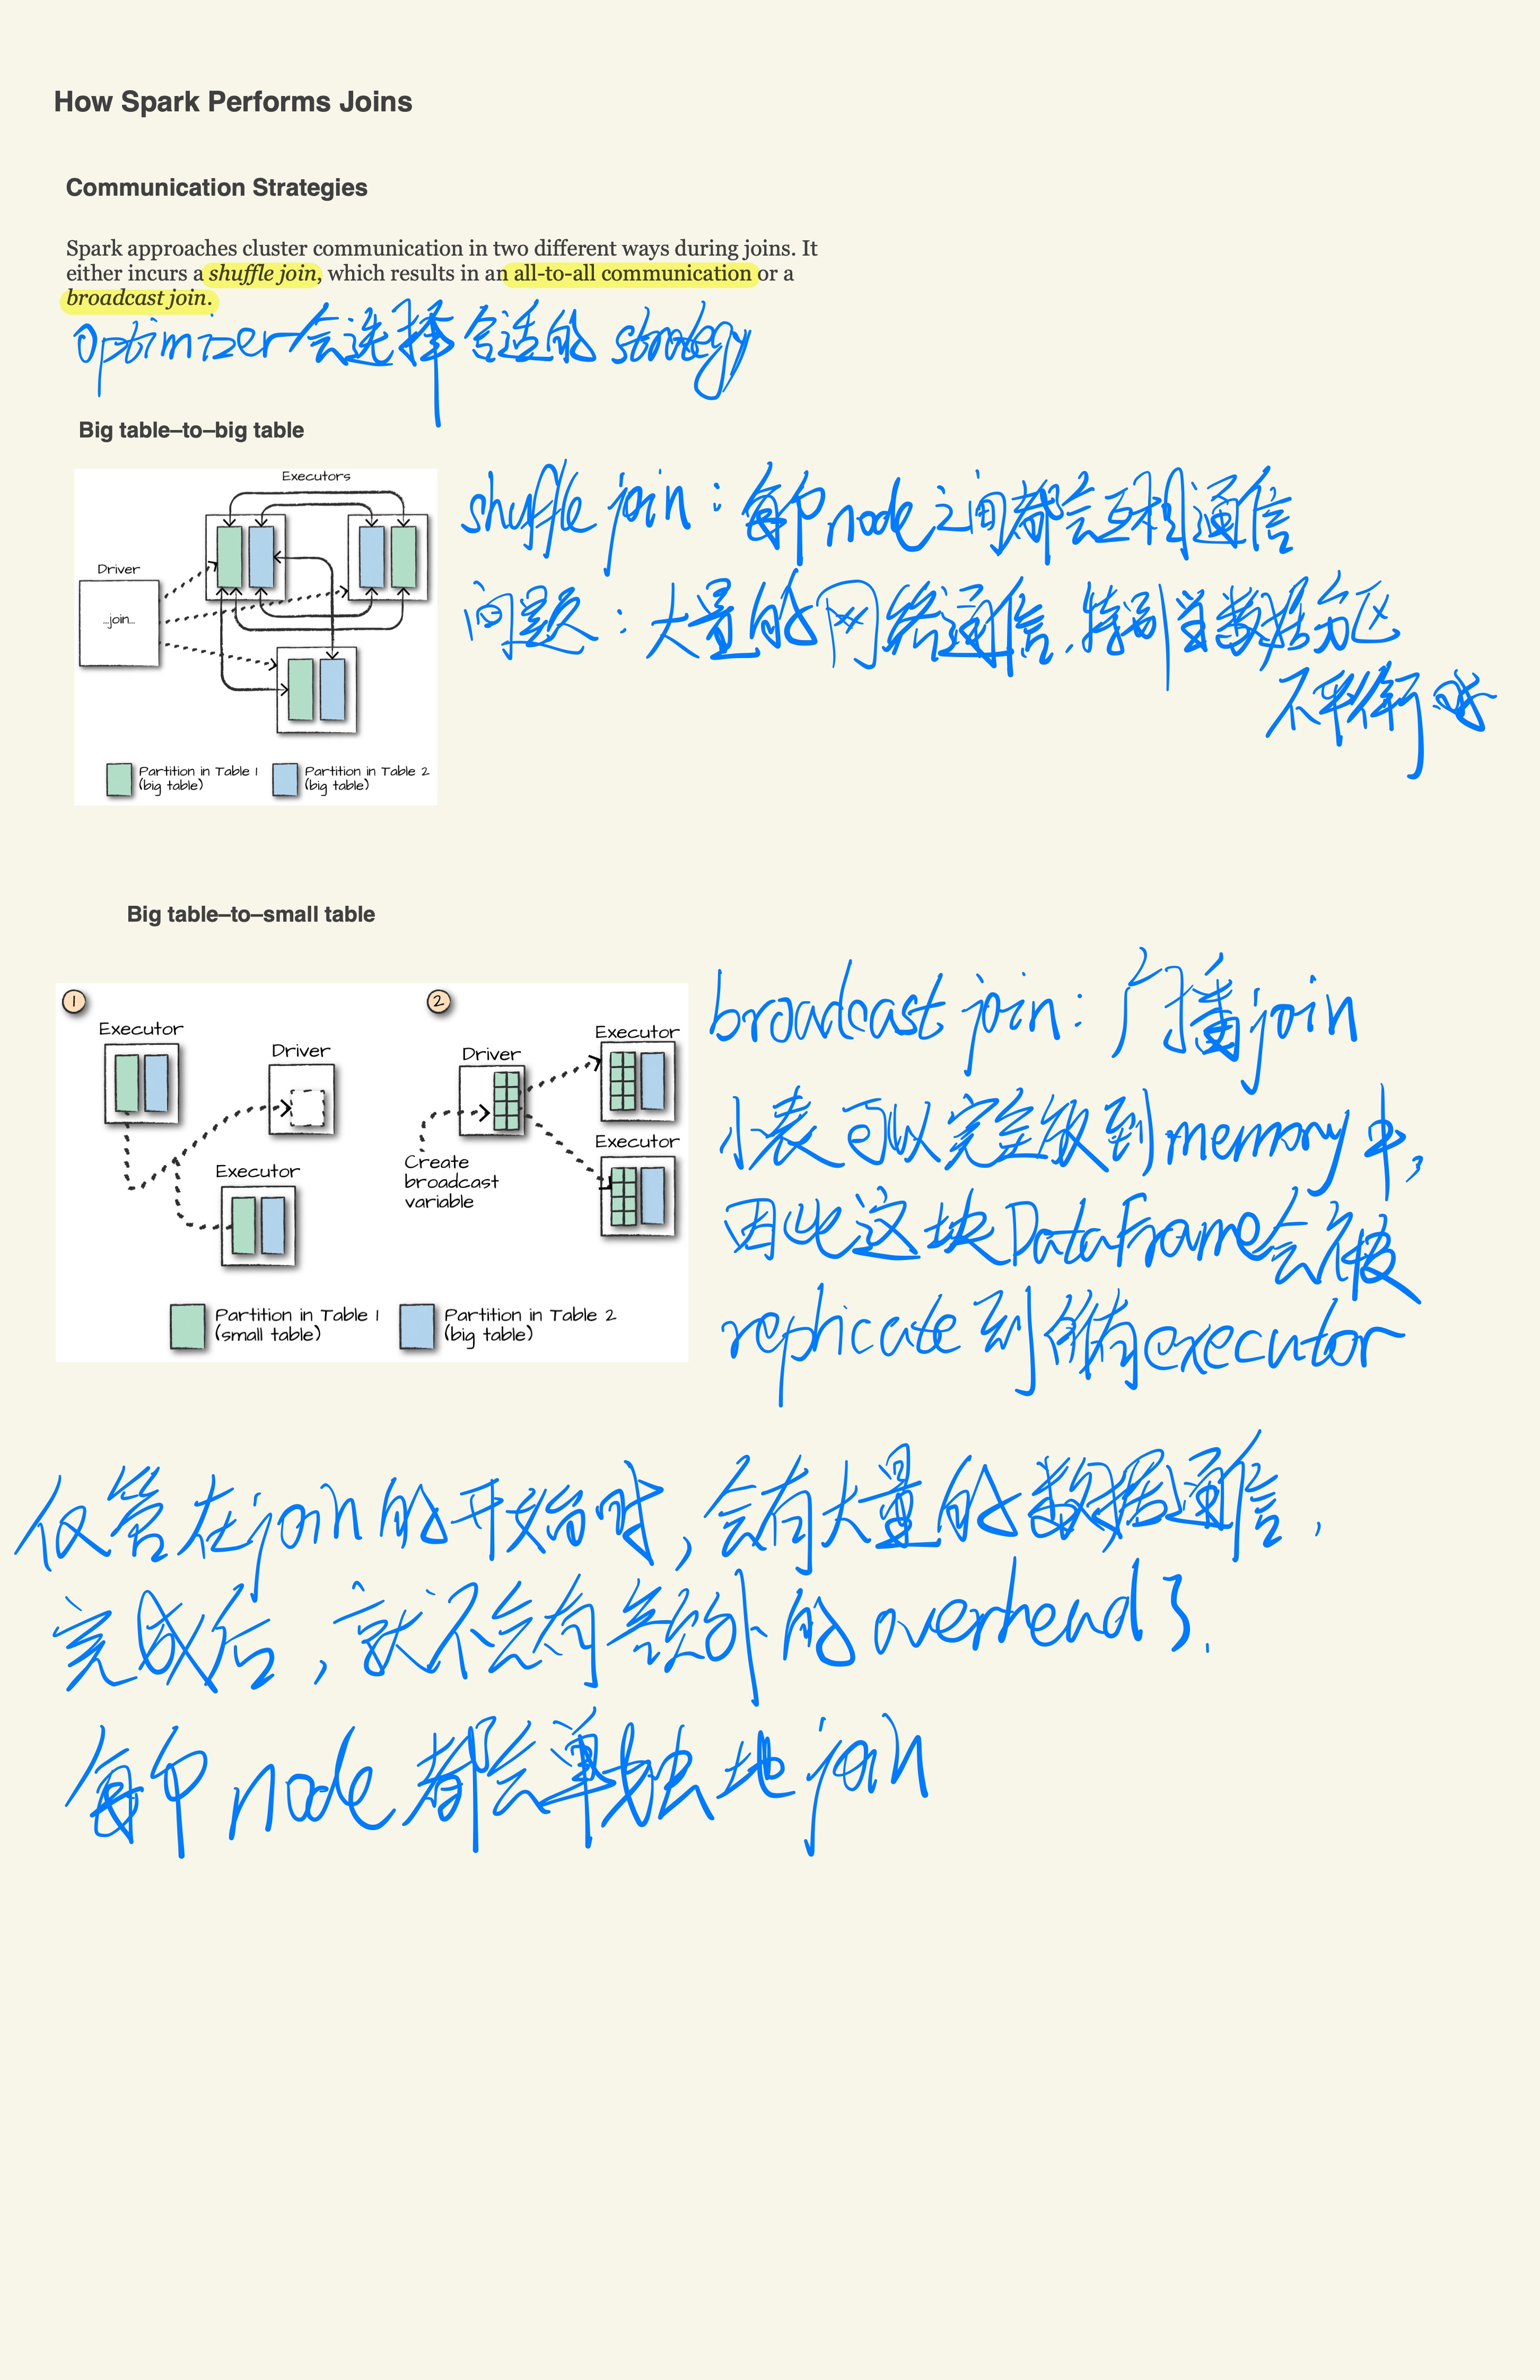 How Spark Performs Joins
Communication Strategies
Spark approaches cluster communication in two different ways during joins. It
either incurs a shuffle join, which results in an all-to-all communication or a
broadcast join.
optimizer会选择合适的 strategy
Big table–to–big table
Executors
Driver
...join...
Partition in Table 1
(big table)
Partition in Table 2
(big table)
shuffle join：每个node之间都会互相通信
问题：大量的网络通信，特别当数据分区
不平衡时
Big table–to–small table
1
Executor
Driver
Executor
2
Driver
Executor
Executor
Create
broadcast
variable
Partition in Table 1
(small table)
Partition in Table 2
(big table)
broadcast join：广播join
小表可以完全放到memory中，
因此这块DataFrame会被
replicate到所有executor
仅管在join的开始时，会有大量的数据通信，
完成后，就不会有额外的overhead了.
每个node都会单独地join